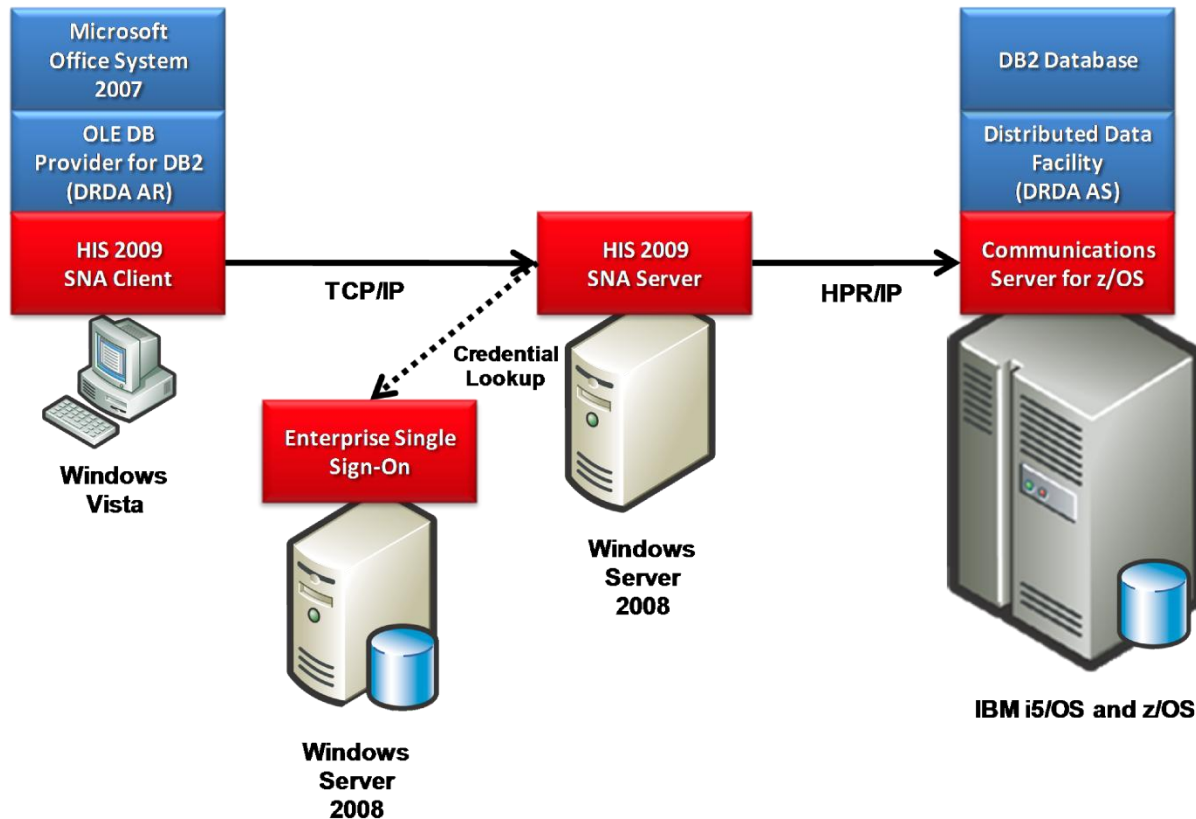 Microsoft
Office System
2007
OLE DB
Provider for DB2
(DRDA AR)
HIS 2009
SNA Client
Windows
Vista
TCP/IP
Credential
Lookup
Enterprise Single
Sign-On
Windows
Server
2008
HIS 2009
SNA Server
Windows
Server
2008
HPR/IP
DB2 Database
Distributed Data
Facility
(DRDA AS)
Communications
Server for z/OS
IBM i5/OS and z/OS